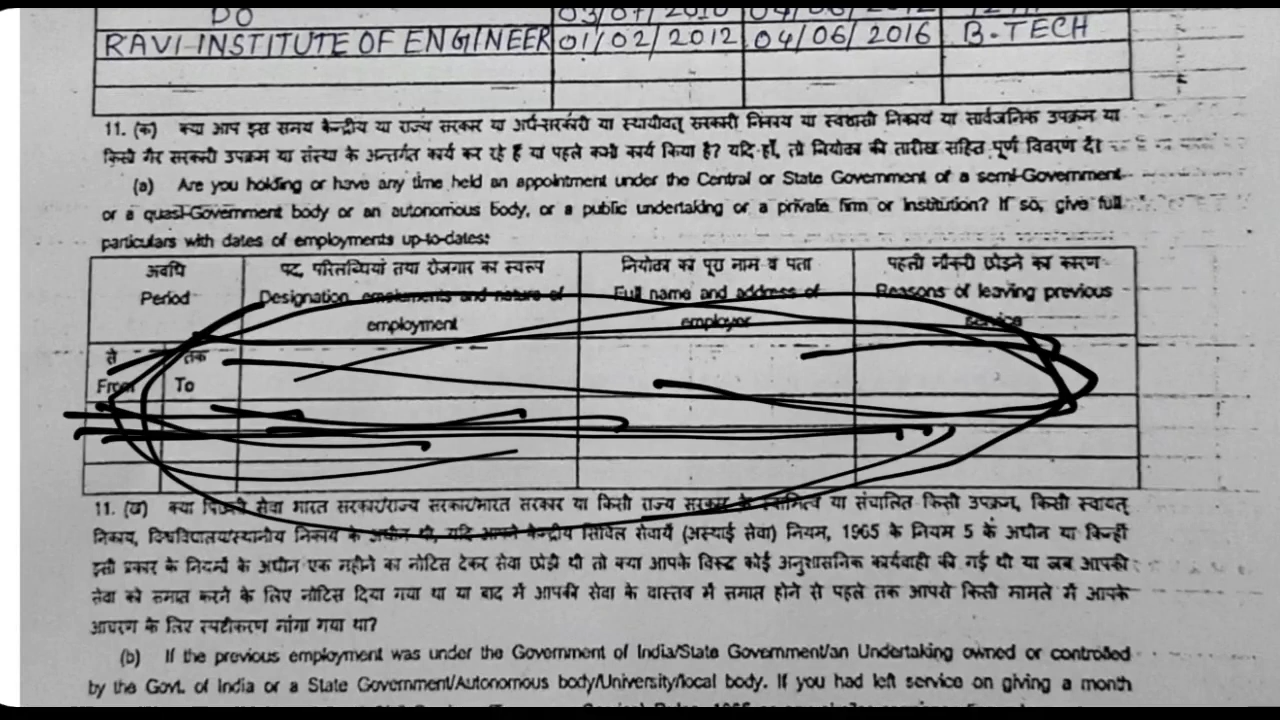 DO 03/07/2010
RAVI INSTITUTE OF ENGINEER 01/02/2012 04/06/2016 B.TECH
11. (क) क्या आप इस समय केन्द्रीय या राज्य सरकार या अर्ध-सरकारी या स्थायीवत् सरकारी निकाय या स्वशासी निकाय या सार्वजनिक उपक्रम या
किसी गैर सरकारी उपक्रम या संस्था के अन्तर्गत कार्य कर रहे हैं या पहले कभी कार्य किया है? यदि हाँ, तो नियोक्ता की तारीख सहित पूर्ण विवरण दें।
(a) Are you holding or have any time held an appointment under the Central or State Government of a semi-Government
or a quasi-Government body or an autonomous body, or a public undertaking or a private firm or institution? If so, give full
particulars with dates of employments up-to-dates:
अवधि पद, परिलब्धियां तथा रोजगार का स्वरूप नियोक्ता का पूरा नाम व पता पहली नौकरी छोडने का कारण
Period Designation emoluments and nature of Full name and address of Reasons of leaving previous
employment employer service
से तक
From To
11. (ख) क्या पिछली सेवा भारत सरकार/राज्य सरकार/भारत सरकार या किसी राज्य सरकार के स्वामित्व या संचालित किसी उपक्रम, किसी स्वायत्
निकाय, विश्वविद्यालय/स्थानीय निकाय के अधीन थी, यदि आपने केन्द्रीय सिविल सेवायें (अस्थाई सेवा) नियम, 1965 के नियम 5 के अधीन या किन्हीं
इसी प्रकार के नियमों के अधीन एक महीने का नोटिस देकर सेवा छोड़ी थी तो क्या आपके विरूद्ध कोई अनुशासनिक कार्यवाही की गई थी या जब आपकी
सेवा को समाप्त करने के लिए नोटिस दिया गया था या बाद में आपकी सेवा के वास्तव में समाप्त होने से पहले तक आपसे किसी मामले में आपके
आचरण के लिए स्पष्टीकरण मांगा गया था?
(b) If the previous employment was under the Government of India/State Government/an Undertaking owned or controlled
by the Govt. of India or a State Government/Autonomous body/University/local body. If you had left service on giving a month